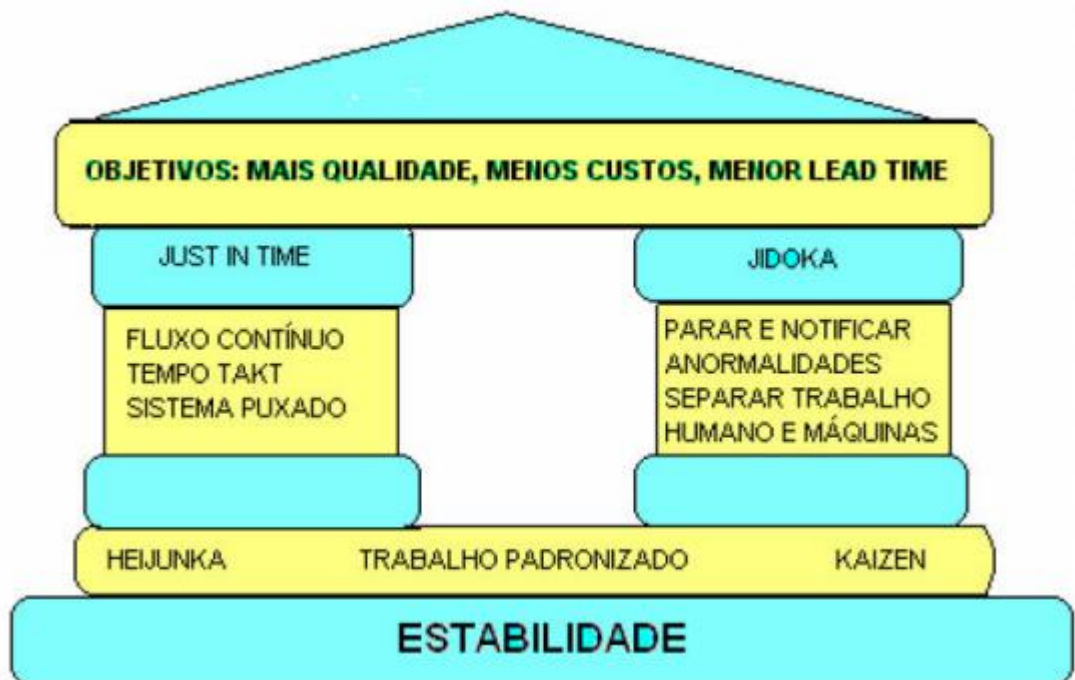 OBJETIVOS: MAIS QUALIDADE, MENOS CUSTOS, MENOR LEAD TIME
JUST IN TIME
FLUXO CONTÍNUO
TEMPO TAKT
SISTEMA PUXADO
JIDOKA
PARAR E NOTIFICAR
ANORMALIDADES
SEPARAR TRABALHO
HUMANO E MÁQUINAS
HEIJUNKA TRABALHO PADRONIZADO KAIZEN
ESTABILIDADE